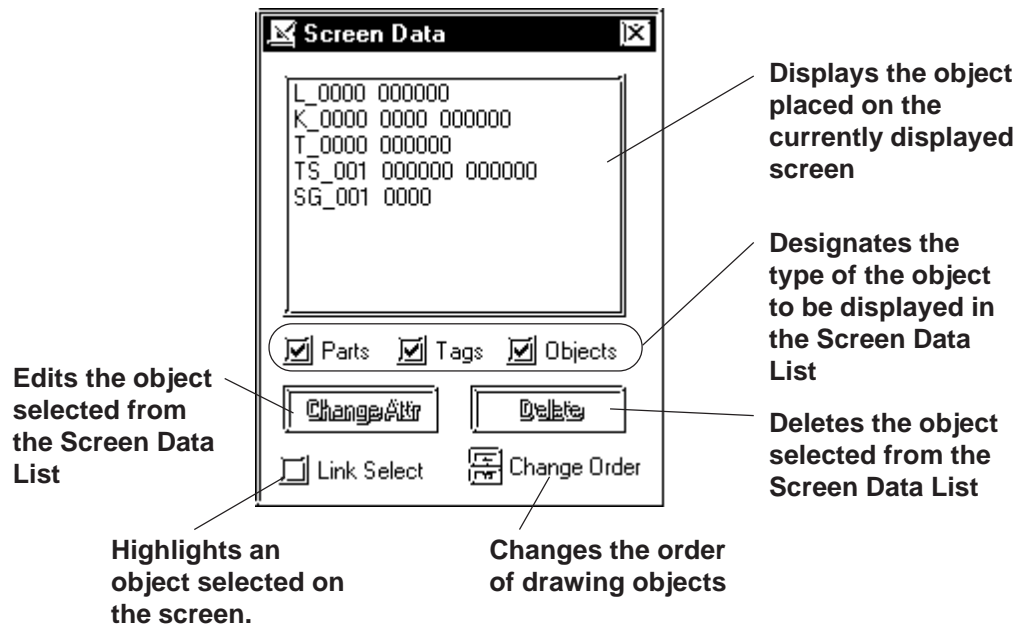 Screen Data
L_0000 000000
K_0000 0000 000000
T_0000 000000
TS_001 000000 000000
SG_001 0000
Parts Tags Objects
Change Attr Delete
Link Select Change Order
Displays the object
placed on the
currently displayed
screen
Designates the
type of the object
to be displayed in
the Screen Data
List
Edits the object
selected from
the Screen Data
List
Deletes the object
selected from the
Screen Data List
Highlights an
object selected on
the screen.
Changes the order
of drawing objects